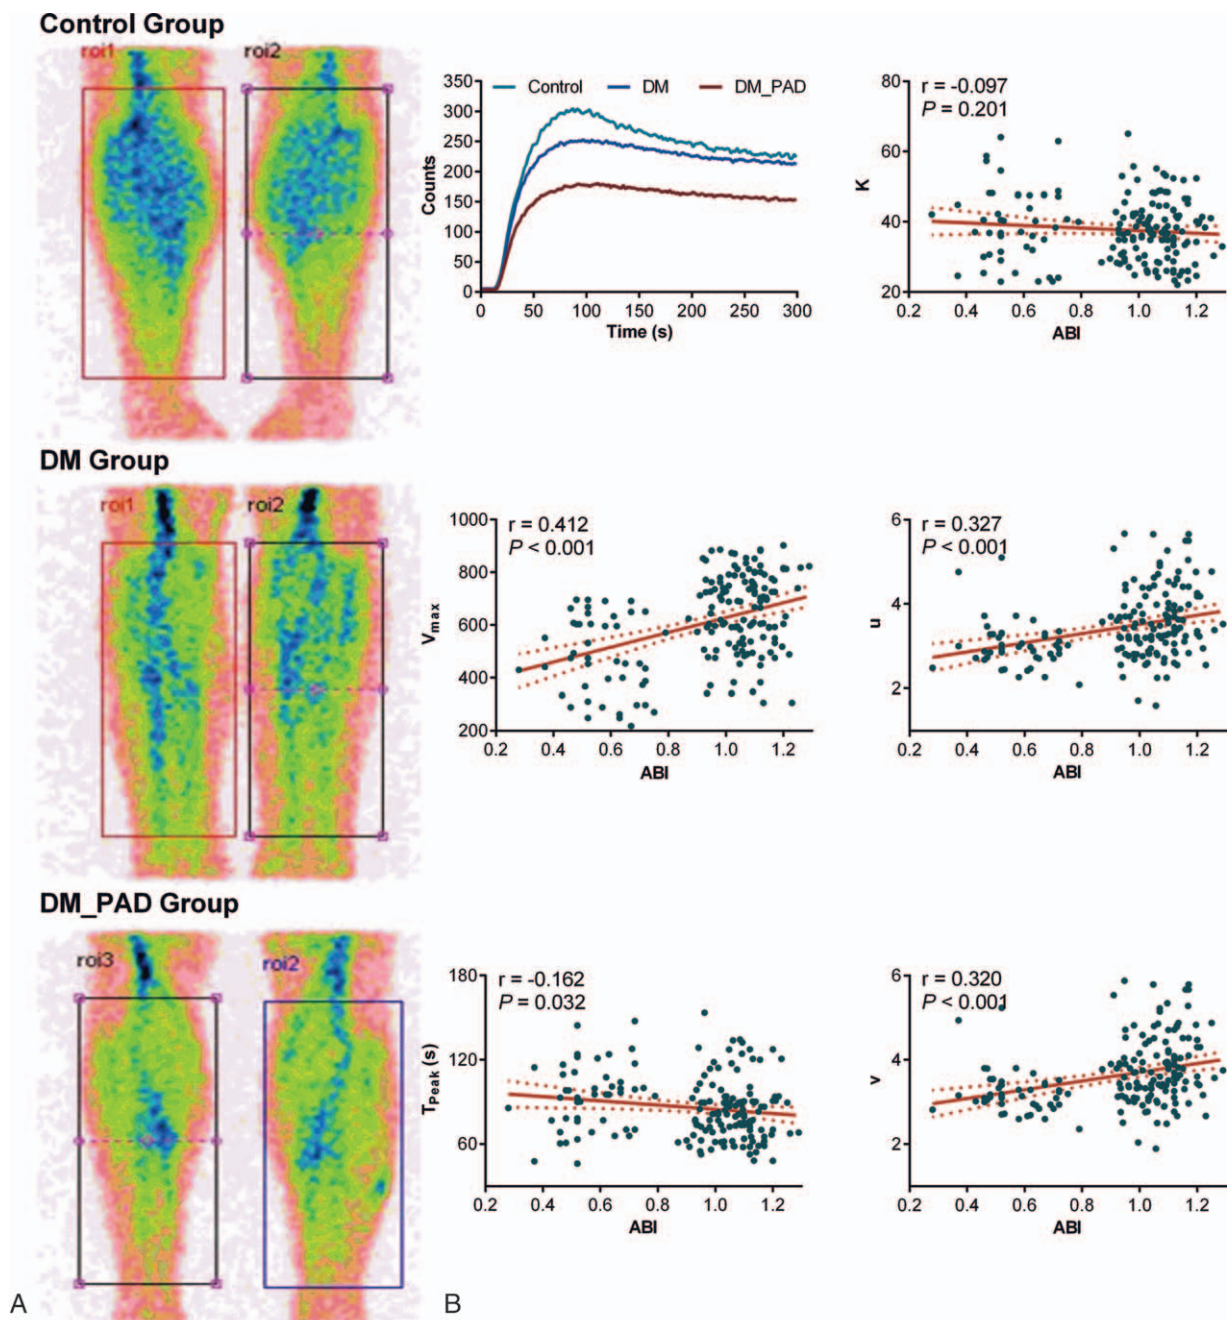 Control Group
roi1
roi2
350
300
250
200
150
100
50
0
Counts
Control
DM
DM_PAD
0 50 100 150 200 250 300
Time (s)
r = -0.097
P = 0.201
80
60
40
20
K
0.2 0.4 0.6 0.8 1.0 1.2
ABI
DM Group
roi1
roi2
r = 0.412
P < 0.001
1000
800
600
400
200
Vmax
0.2 0.4 0.6 0.8 1.0 1.2
ABI
r = 0.327
P < 0.001
6
4
2
u
0.2 0.4 0.6 0.8 1.0 1.2
ABI
DM_PAD Group
roi3
roi2
r = -0.162
P = 0.032
180
120
60
TPeak (s)
0.2 0.4 0.6 0.8 1.0 1.2
ABI
r = 0.320
P < 0.001
6
4
2
v
0.2 0.4 0.6 0.8 1.0 1.2
ABI
A
B